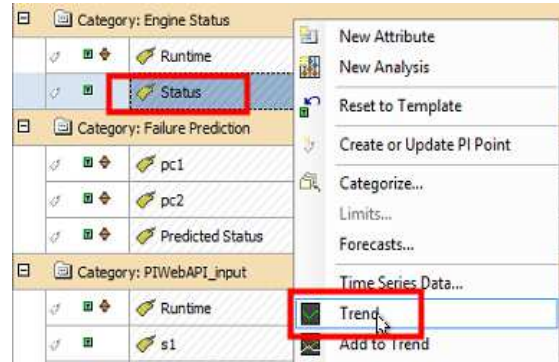 Category: Engine Status
Runtime
Status
Category: Failure Prediction
pc1
pc2
Predicted Status
Category: PIWebAPI_input
Runtime
s1
New Attribute
New Analysis
Reset to Template
Create or Update PI Point
Categorize...
Limits...
Forecasts...
Time Series Data...
Trend
Add to Trend